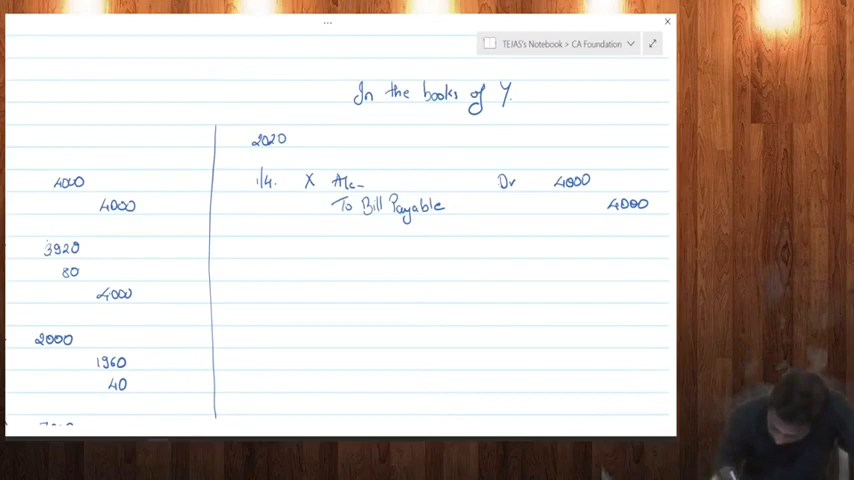 TEJAS's Notebook > CA Foundation
In the books of Y.
2020
4000
4000
3920
80
4000
2000
1960
40
1/4. X A/c Dr 4000
To Bill Payable 4000